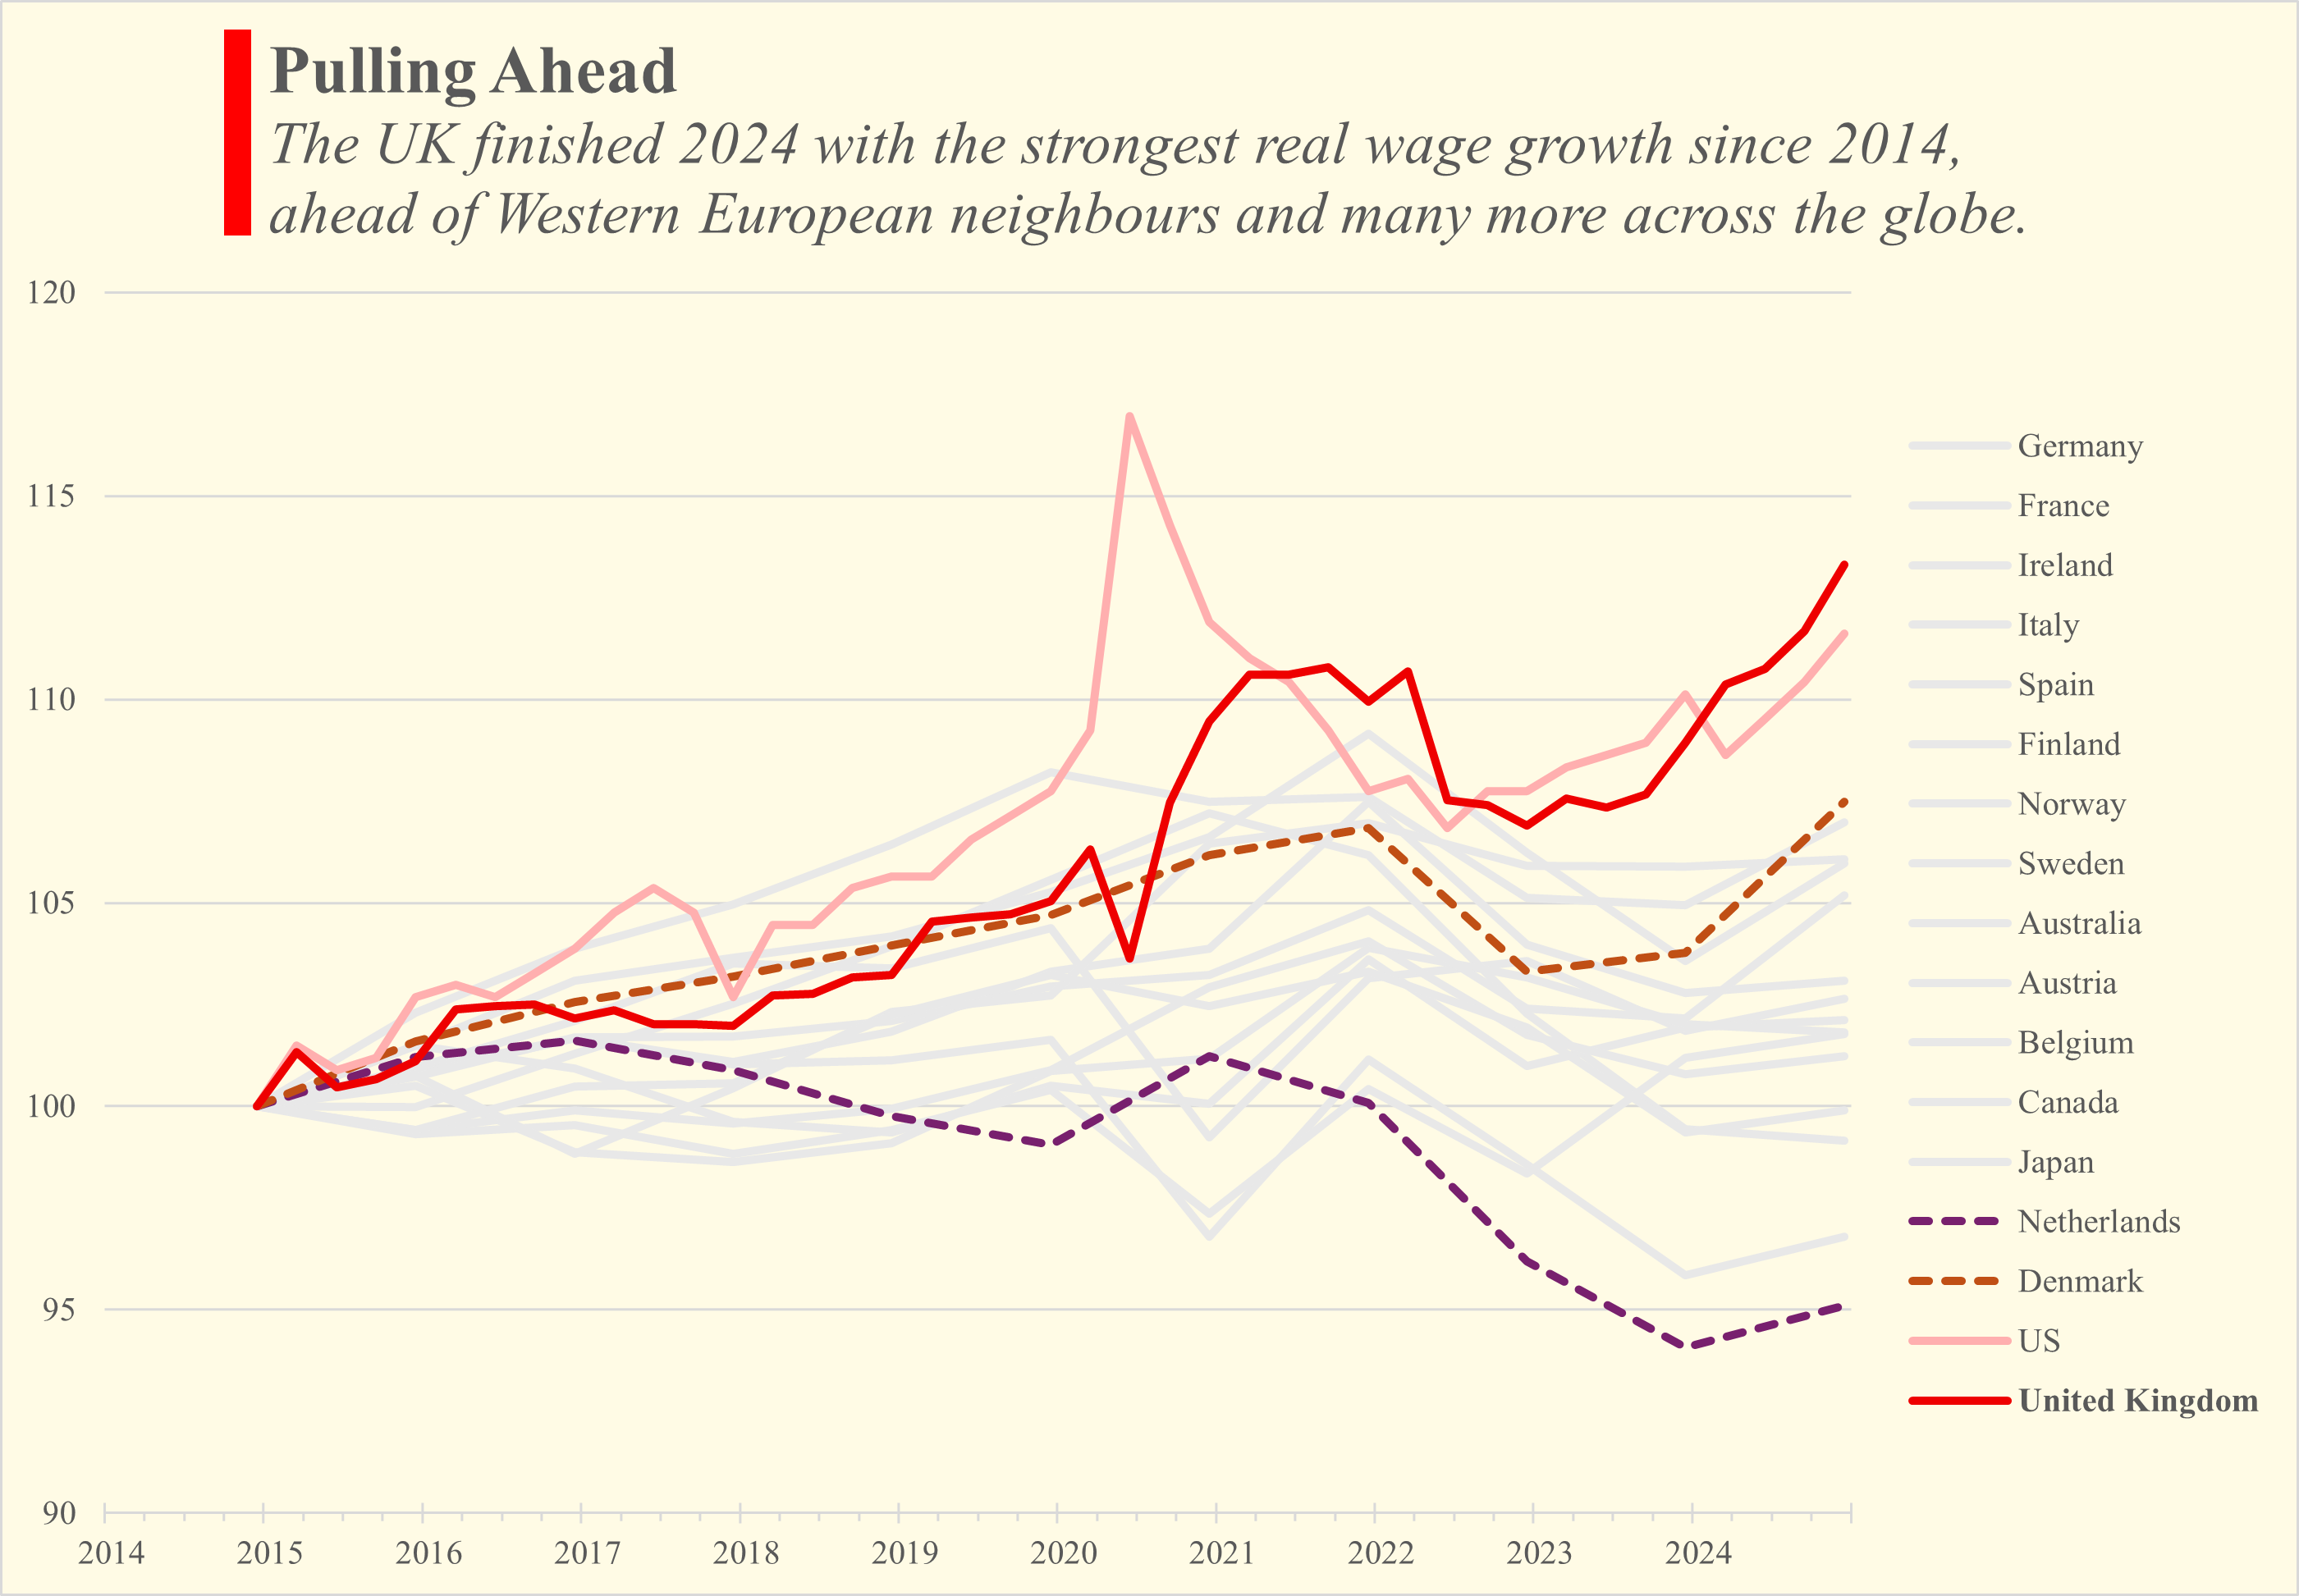 Pulling Ahead
The UK finished 2024 with the strongest real wage growth since 2014,
ahead of Western European neighbours and many more across the globe.
120
115
110
105
100
95
90
2014 2015 2016 2017 2018 2019 2020 2021 2022 2023 2024
Germany
France
Ireland
Italy
Spain
Finland
Norway
Sweden
Australia
Austria
Belgium
Canada
Japan
Netherlands
Denmark
US
United Kingdom